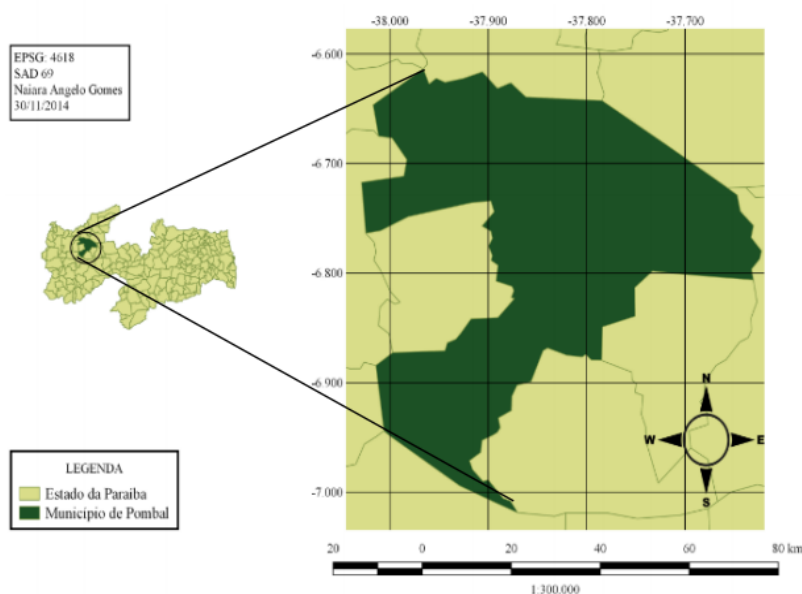 -38.000 -37.900 -37.800 -37.700
EPSG: 4618
SAD 69
Naiara Angelo Gomes
30/11/2014
-6.600
-6.700
-6.800
-6.900
-7.000
N
W E
S
LEGENDA
Estado da Paraiba
Município de Pombal
20 0 20 40 60 80 km
1:300.000